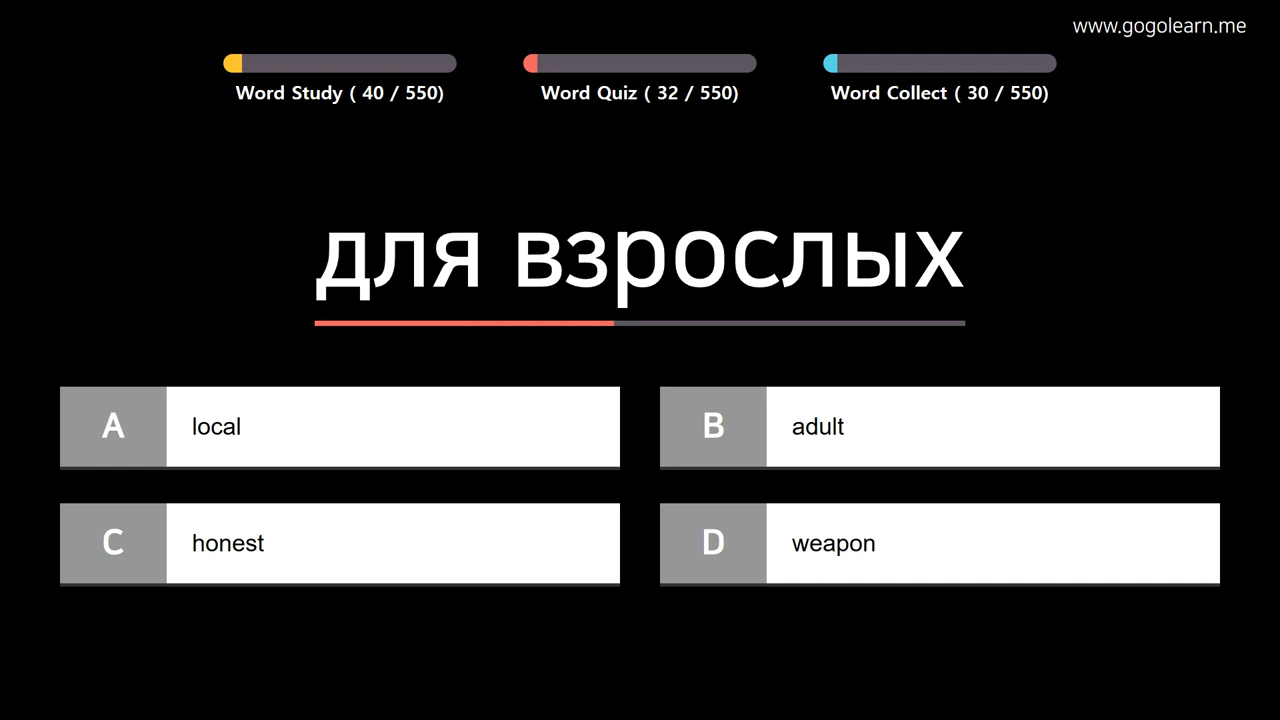 www.gogolearn.me
Word Study ( 40 / 550)
Word Quiz ( 32 / 550)
Word Collect ( 30 / 550)
для взрослых
A local
B adult
C honest
D weapon